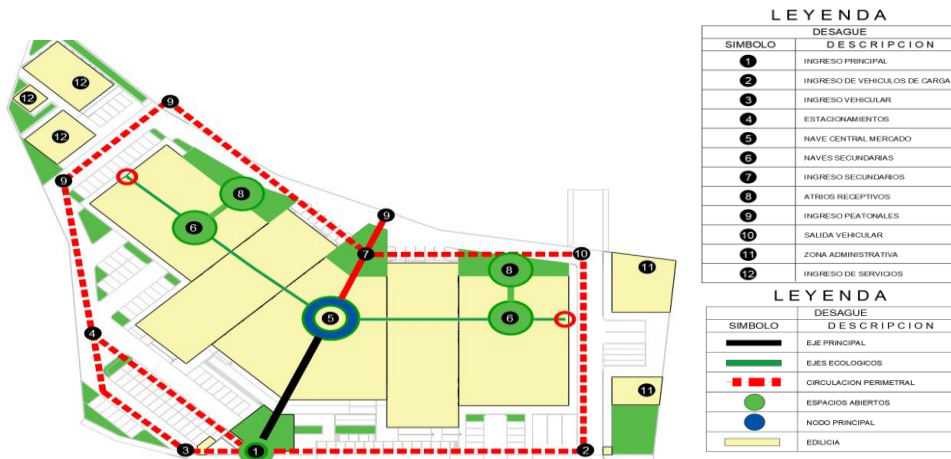 12
12
12
9
9
8
6
9
7
10
8
11
5
6
4
11
3
1
2
LEYENDA
DESAGUE
SIMBOLO DESCRIPCION
1 INGRESO PRINCIPAL
2 INGRESO DE VEHICULOS DE CARGA
3 INGRESO VEHICULAR
4 ESTACIONAMIENTOS
5 NAVE CENTRAL MERCADO
6 NAVES SECUNDARIAS
7 INGRESO SECUNDARIOS
8 ATRIOS RECEPTIVOS
9 INGRESO PEATONALES
10 SALIDA VEHICULAR
11 ZONA ADMINISTRATIVA
12 INGRESO DE SERVICIOS
LEYENDA
DESAGUE
SIMBOLO DESCRIPCION
EJE PRINCIPAL
EJES ECOLOGICOS
CIRCULACION PERIMETRAL
ESPACIOS ABIERTOS
NODO PRINCIPAL
EDILICIA